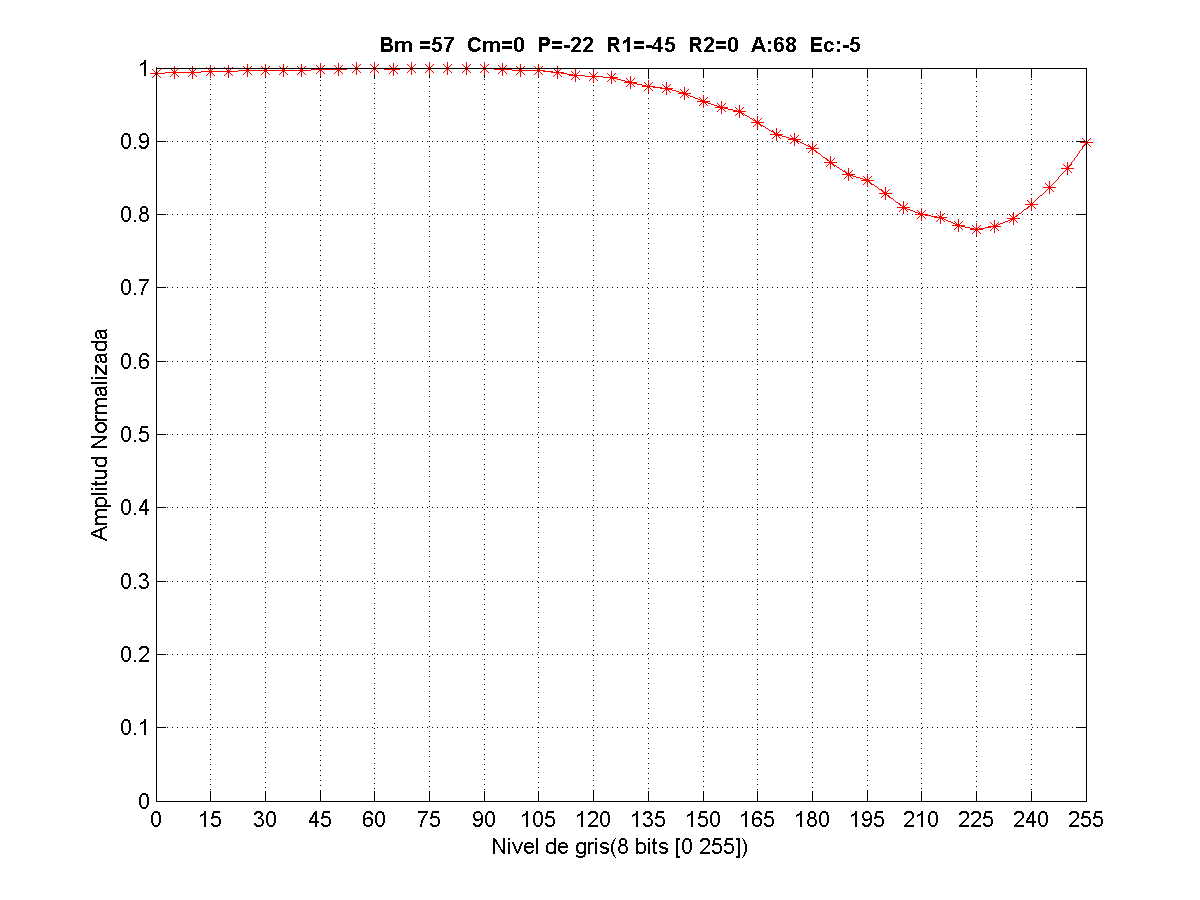 Bm =57 Cm=0 P=-22 R1=-45 R2=0 A:68 Ec:-5
1
0.9
0.8
0.7
0.6
0.5
0.4
0.3
0.2
0.1
0
Amplitud Normalizada
0 15 30 45 60 75 90 105 120 135 150 165 180 195 210 225 240 255
Nivel de gris(8 bits [0 255])